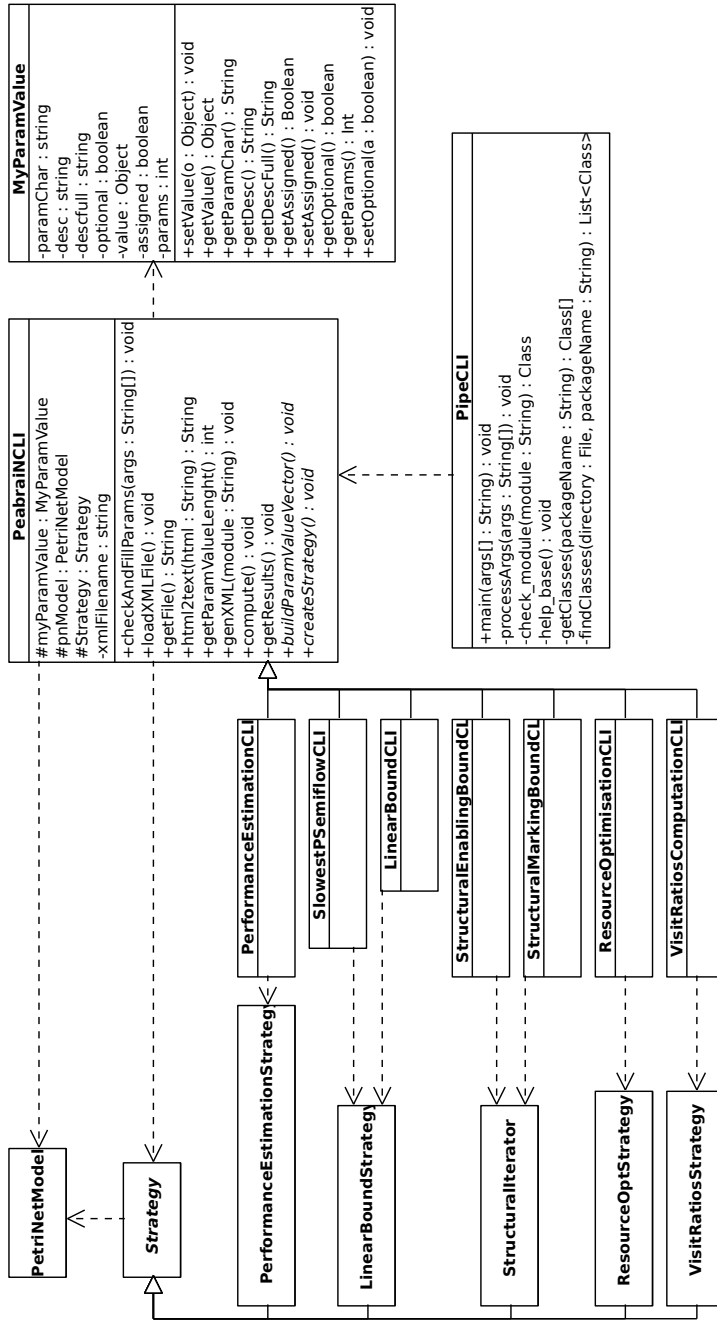 PetriNetModel
Strategy
PerformanceEstimationStrategy
LinearBoundStrategy
StructuralIterator
ResourceOptStrategy
VisitRatiosStrategy
PerformanceEstimationCLI
SlowestPSemiflowCLI
LinearBoundCLI
StructuralEnablingBoundCL
StructuralMarkingBoundCL
ResourceOptimisationCLI
VisitRatiosComputationCLI
PeabraiNCLI
#myParamValue : MyParamValue
#pnModel : PetriNetModel
#Strategy : Strategy
-xmlFilename : string
+checkAndFillParams(args : String[]) : void
+loadXMLFile() : void
+getFile() : String
+html2text(html : String) : String
+getParamValueLenght() : int
+genXML(module : String) : void
+compute() : void
+getResults() : void
+buildParamValueVector() : void
+createStrategy() : void
MyParamValue
-paramChar : string
-desc : string
-descfull : string
-optional : boolean
-value : Object
-assigned : boolean
-params : int
+setValue(o : Object) : void
+getValue() : Object
+getParamChar() : String
+getDesc() : String
+getDescFull() : String
+getAssigned() : Boolean
+setAssigned() : void
+getOptional() : boolean
+getParams() : Int
+setOptional(a : boolean) : void
PipeCLI
+main(args[] : String) : void
-processArgs(args : String[]) : void
-check_module(module : String) : Class
-help_base() : void
-getClasses(packageName : String) : Class[]
-findClasses(directory : File, packageName : String) : List<Class>